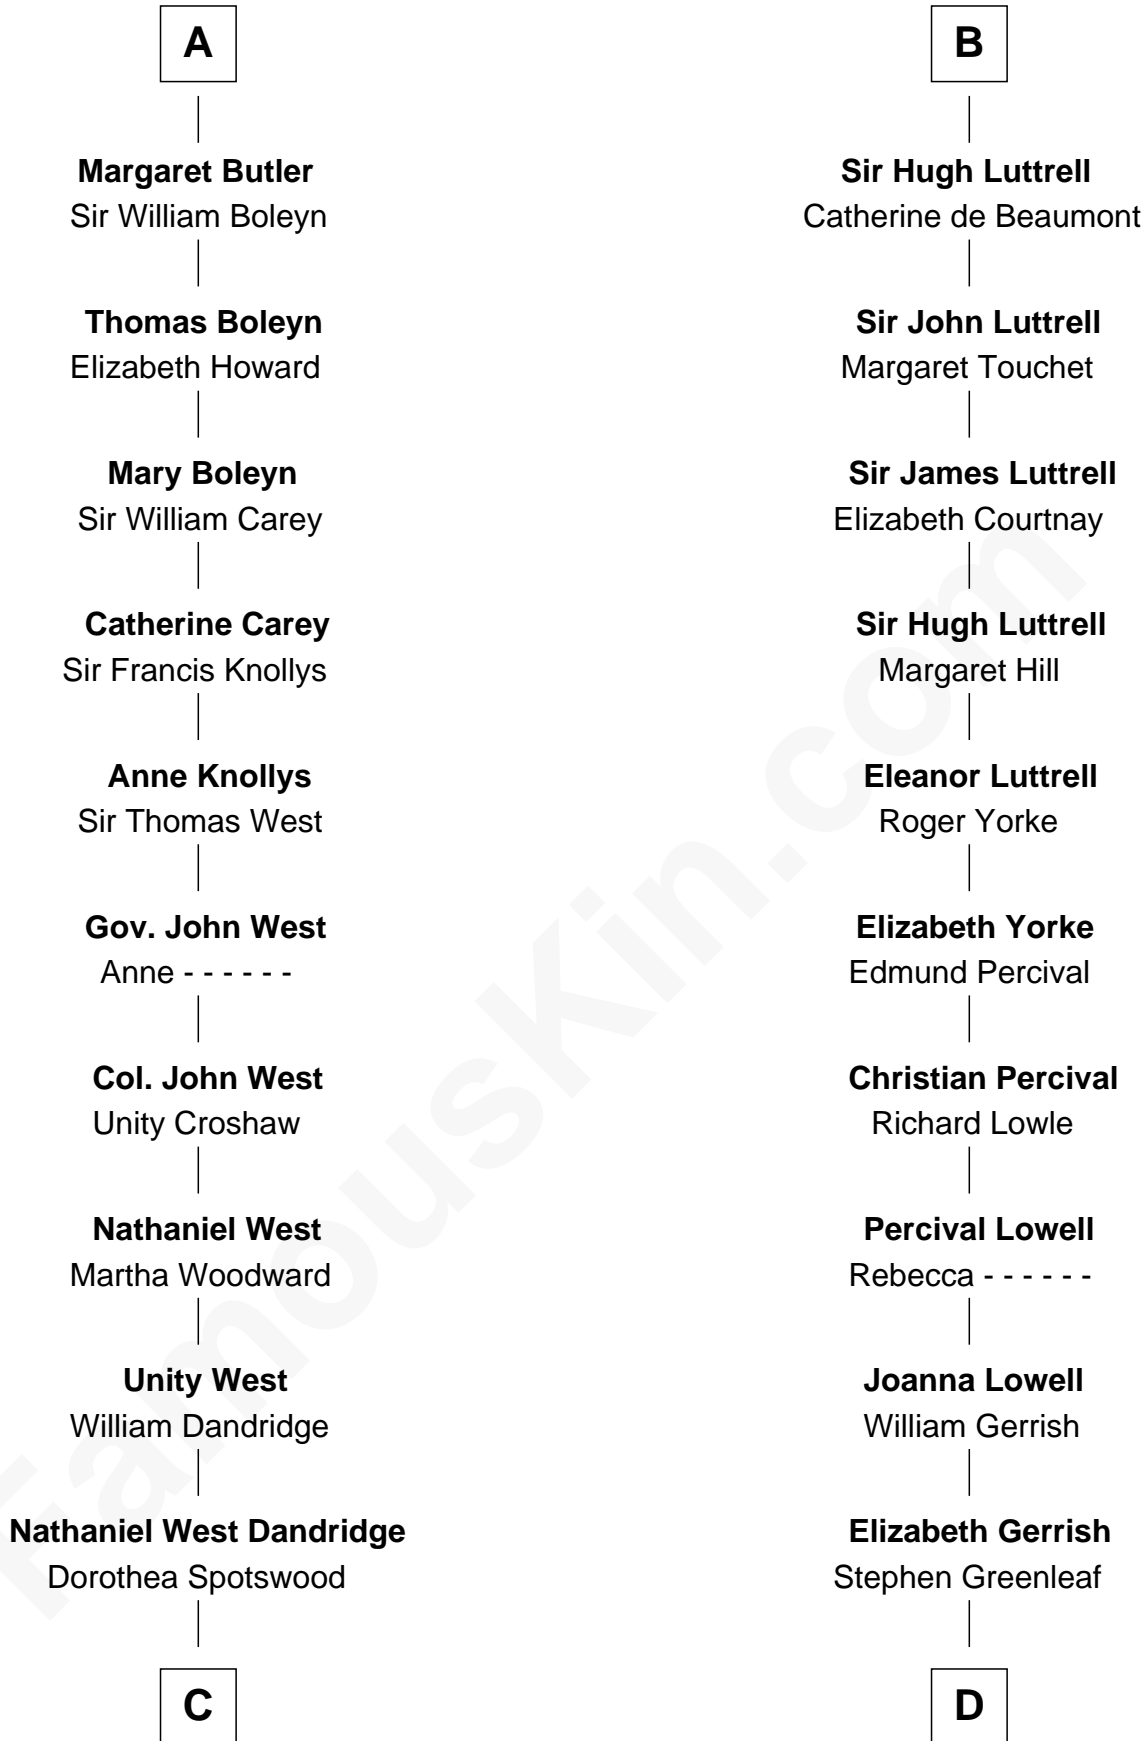 A
Margaret Butler
Sir William Boleyn
Thomas Boleyn
Elizabeth Howard
Mary Boleyn
Sir William Carey
Catherine Carey
Sir Francis Knollys
Anne Knollys
Sir Thomas West
Gov. John West
Anne - - - - - -
Col. John West
Unity Croshaw
Nathaniel West
Martha Woodward
Unity West
William Dandridge
Nathaniel West Dandridge
Dorothea Spotswood
C
B
Sir Hugh Luttrell
Catherine de Beaumont
Sir John Luttrell
Margaret Touchet
Sir James Luttrell
Elizabeth Courtnay
Sir Hugh Luttrell
Margaret Hill
Eleanor Luttrell
Roger Yorke
Elizabeth Yorke
Edmund Percival
Christian Percival
Richard Lowle
Percival Lowell
Rebecca - - - - - -
Joanna Lowell
William Gerrish
Elizabeth Gerrish
Stephen Greenleaf
D
FamousKin.com